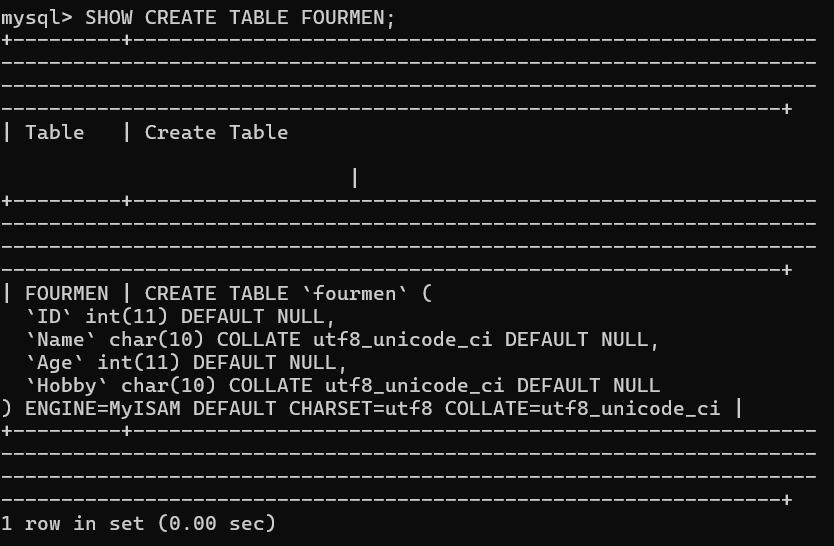 mysql> SHOW CREATE TABLE FOURMEN;
+---------+---------------------------------------------------------
--------------------------------------------------------------------
--------------------------------------------------------------------
-----------------------------------------------------------------+
| Table   | Create Table

                             |
+---------+---------------------------------------------------------
--------------------------------------------------------------------
--------------------------------------------------------------------
-----------------------------------------------------------------+
| FOURMEN | CREATE TABLE `fourmen` (
  `ID` int(11) DEFAULT NULL,
  `Name` char(10) COLLATE utf8_unicode_ci DEFAULT NULL,
  `Age` int(11) DEFAULT NULL,
  `Hobby` char(10) COLLATE utf8_unicode_ci DEFAULT NULL
) ENGINE=MyISAM DEFAULT CHARSET=utf8 COLLATE=utf8_unicode_ci |
+---------+---------------------------------------------------------
--------------------------------------------------------------------
--------------------------------------------------------------------
-----------------------------------------------------------------+
1 row in set (0.00 sec)